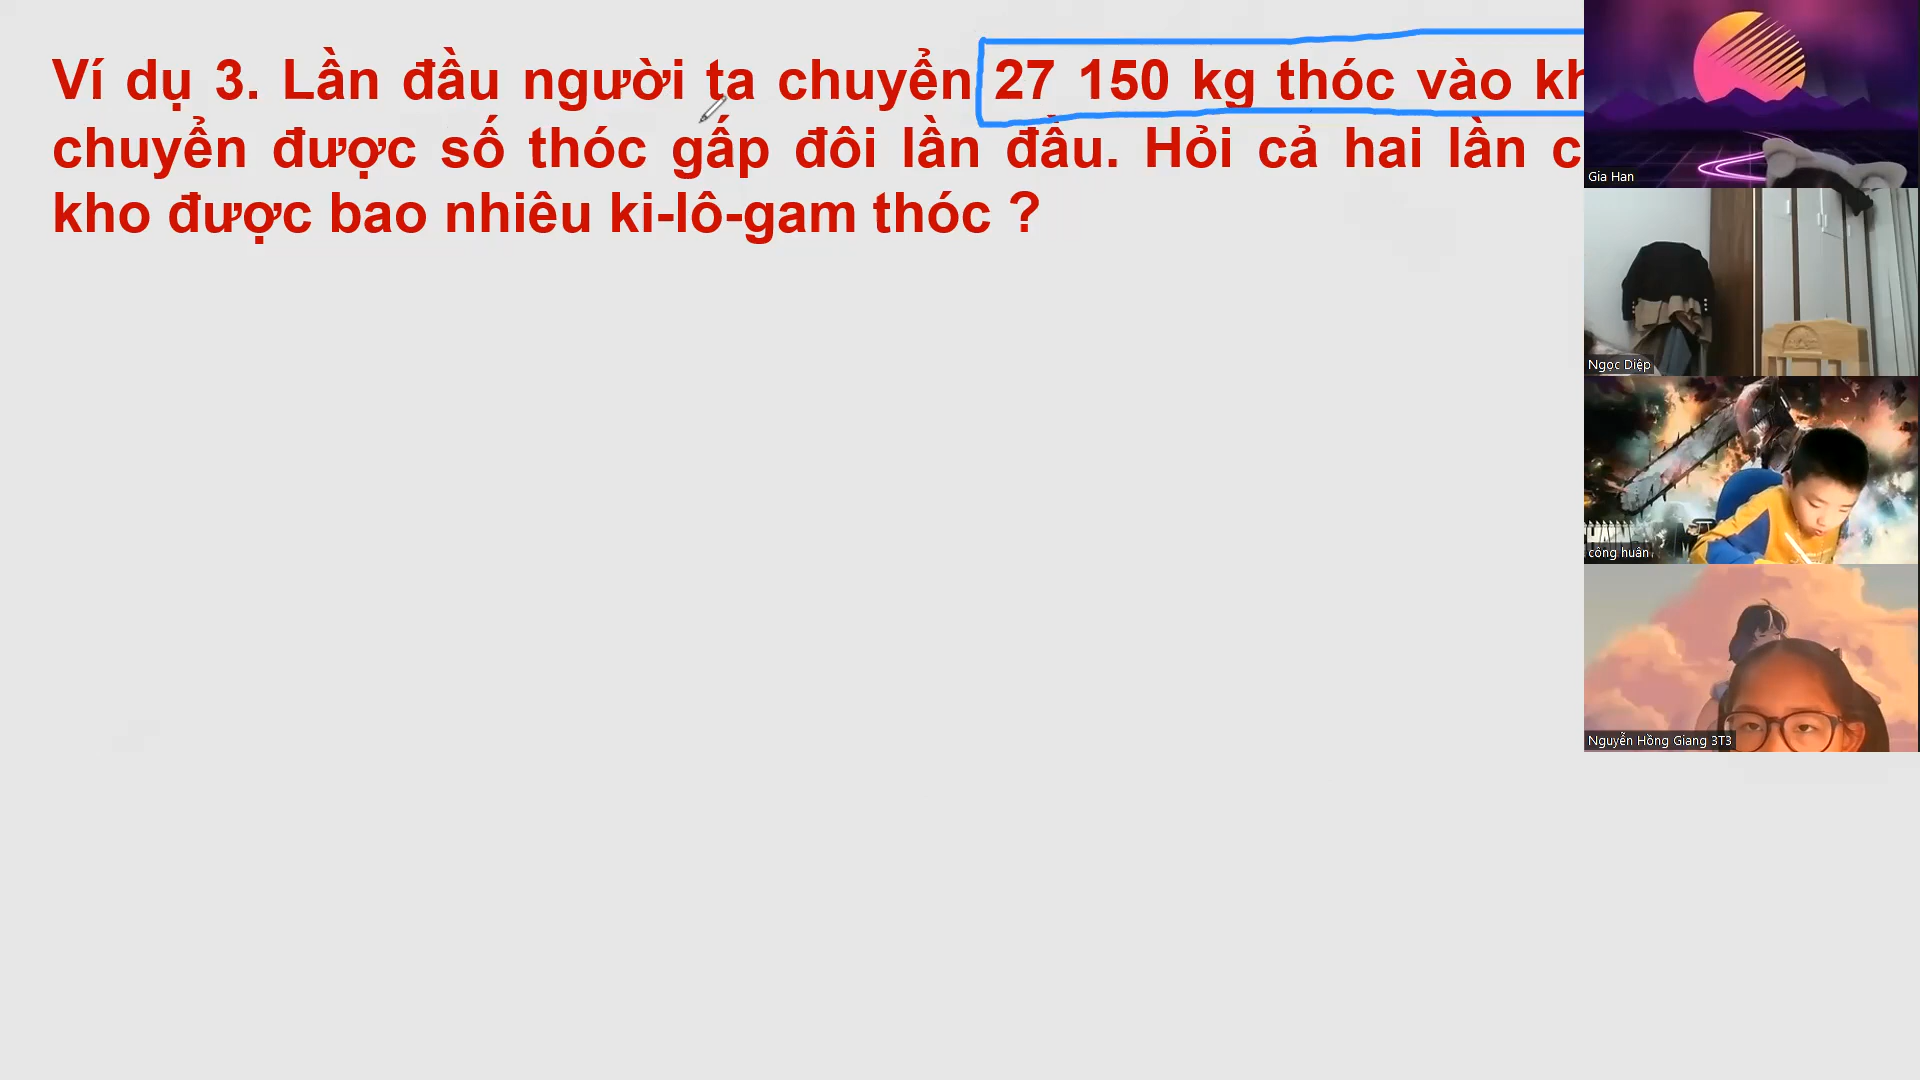 Ví dụ 3. Lần đầu người ta chuyển 27 150 kg thóc vào
chuyển được số thóc gấp đôi lần đầu. Hỏi cả hai lần
kho được bao nhiêu ki-lô-gam thóc ?
Gia Han
Ngọc Diệp
công huân
Nguyễn Hồng Giang 3T3